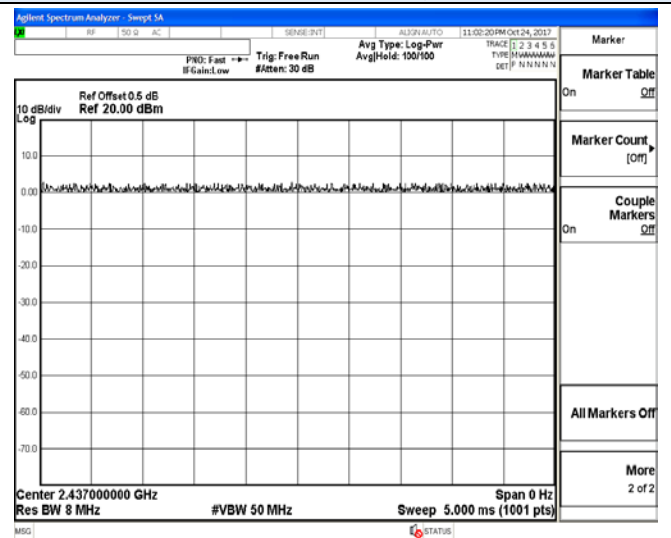 Agilent Spectrum Analyzer - Swept SA
RF 50 Ω AC SENSE:INT ALIGN AUTO 11:02:20 PM Oct 24, 2017
PNO: Fast
IFGain:Low
Trig: Free Run
#Atten: 30 dB
Avg Type: Log-Pwr
Avg|Hold: 100/100
TRACE 1 2 3 4 5 6
TYPE MWWWWW
DET P N N N N N
Ref Offset 0.5 dB
10 dB/div Ref 20.00 dBm
Log
10.0
0.00
-10.0
-20.0
-30.0
-40.0
-50.0
-60.0
-70.0
Center 2.437000000 GHz Span 0 Hz
Res BW 8 MHz #VBW 50 MHz Sweep 5.000 ms (1001 pts)
MSG STATUS
Marker
Marker Table
On Off
Marker Count
[Off]
Couple
Markers
On Off
All Markers Off
More
2 of 2